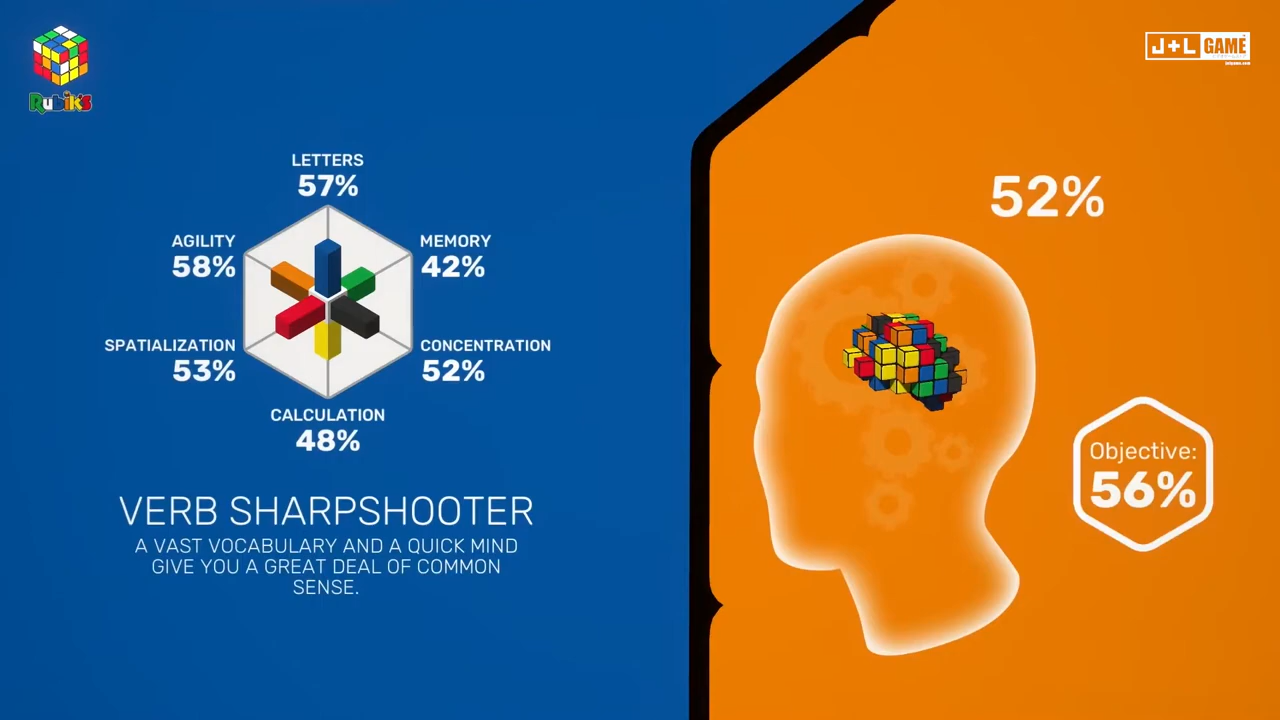 Rubik's
J+L GAME
LETTERS
57%
AGILITY
58%
MEMORY
42%
SPATIALIZATION
53%
CONCENTRATION
52%
CALCULATION
48%
VERB SHARPSHOOTER
A VAST VOCABULARY AND A QUICK MIND
GIVE YOU A GREAT DEAL OF COMMON
SENSE.
52%
Objective:
56%